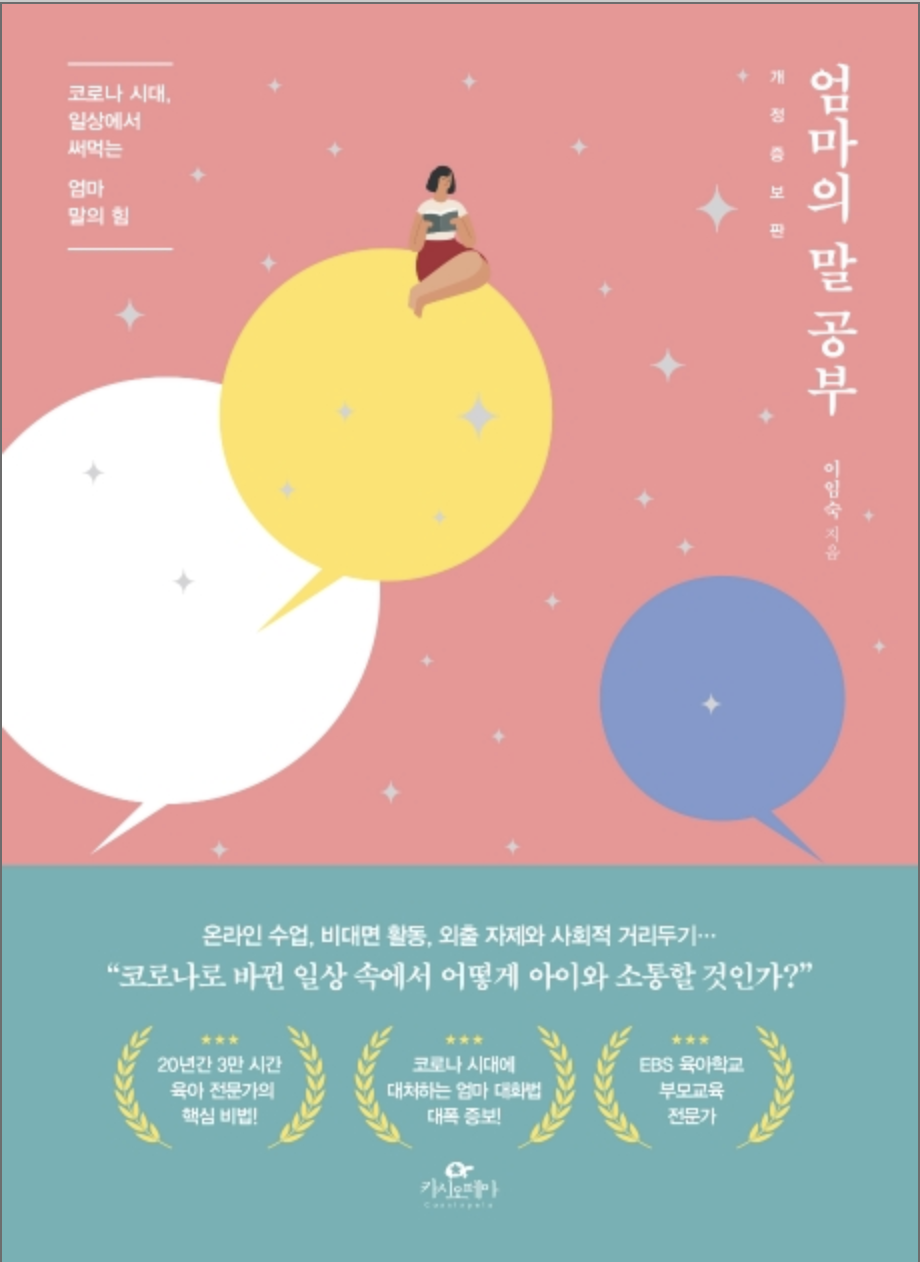 코로나 시대,
일상에서
써먹는
엄마
말의 힘
엄마의 말 공부
개정증보판
이임숙 지음
온라인 수업, 비대면 활동, 외출 자제와 사회적 거리두기…
“코로나로 바뀐 일상 속에서 어떻게 아이와 소통할 것인가?”
20년간 3만 시간
육아 전문가의
핵심 비법!
코로나 시대에
대처하는 엄마 대화법
대폭 증보!
EBS 육아학교
부모교육
전문가
카시오페아
Cassiopeia